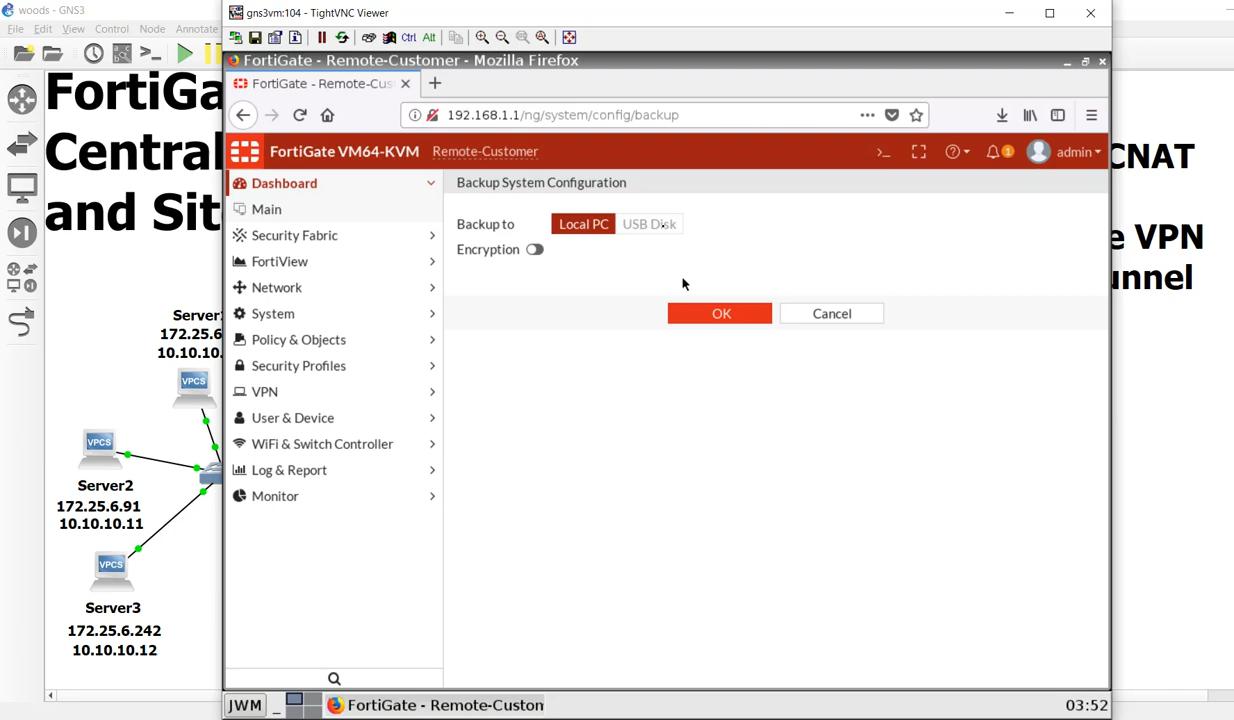 woods - GNS3
File Edit View Control Node Annotate
gns3vm:104 - TightVNC Viewer
Ctrl Alt
FortiGate - Remote-Customer - Mozilla Firefox
FortiGate - Remote-Cus
192.168.1.1/ng/system/config/backup
FortiGate VM64-KVM Remote-Customer
1 admin
Dashboard
Main
Security Fabric
FortiView
Network
System
Policy & Objects
Security Profiles
VPN
User & Device
WiFi & Switch Controller
Log & Report
Monitor
Backup System Configuration
Backup to Local PC USB Disk
Encryption
OK Cancel
FortiGa
Central
and Sit
CNAT
e VPN
unnel
Server
172.25.6
10.10.10.
VPCS
VPCS
Server2
172.25.6.91
10.10.10.11
VPCS
Server3
172.25.6.242
10.10.10.12
JWM FortiGate - Remote-Custom 03:52